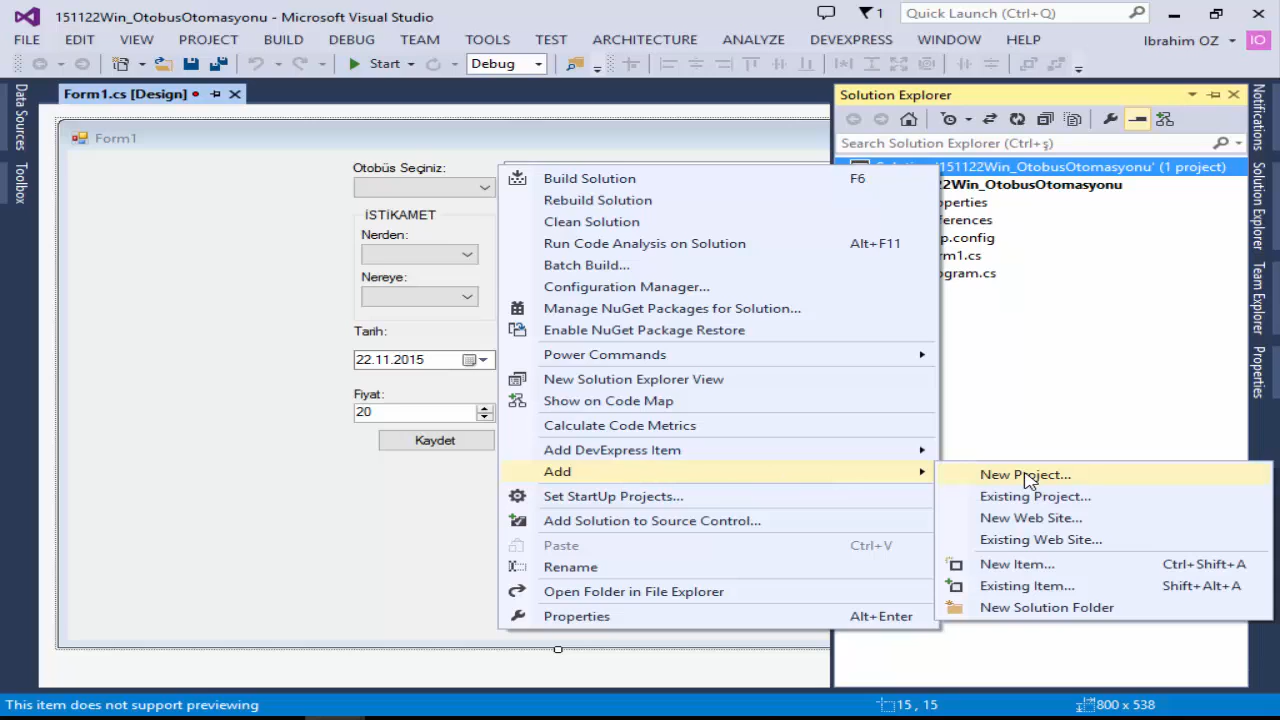 151122Win_OtobusOtomasyonu - Microsoft Visual Studio
1
Quick Launch (Ctrl+Q)
FILE EDIT VIEW PROJECT BUILD DEBUG TEAM TOOLS TEST ARCHITECTURE ANALYZE DEVEXPRESS WINDOW HELP
Ibrahim OZ
IO
Start
Debug
Data Sources
Toolbox
Form1.cs [Design]
Form1
Otobüs Seçiniz:
İSTİKAMET
Nerden:
Nereye:
Tarih:
22.11.2015
Fiyat:
20
Kaydet
Build Solution F6
Rebuild Solution
Clean Solution
Run Code Analysis on Solution Alt+F11
Batch Build...
Configuration Manager...
Manage NuGet Packages for Solution...
Enable NuGet Package Restore
Power Commands
New Solution Explorer View
Show on Code Map
Calculate Code Metrics
Add DevExpress Item
Add
Set StartUp Projects...
Add Solution to Source Control...
Paste Ctrl+V
Rename
Open Folder in File Explorer
Properties Alt+Enter
New Project...
Existing Project...
New Web Site...
Existing Web Site...
New Item... Ctrl+Shift+A
Existing Item... Shift+Alt+A
New Solution Folder
Solution Explorer
Search Solution Explorer (Ctrl+ş)
'151122Win_OtobusOtomasyonu' (1 project)
22Win_OtobusOtomasyonu
perties
ferences
p.config
rm1.cs
ogram.cs
Notifications
Solution Explorer
Team Explorer
Properties
This item does not support previewing
15 , 15
800 x 538